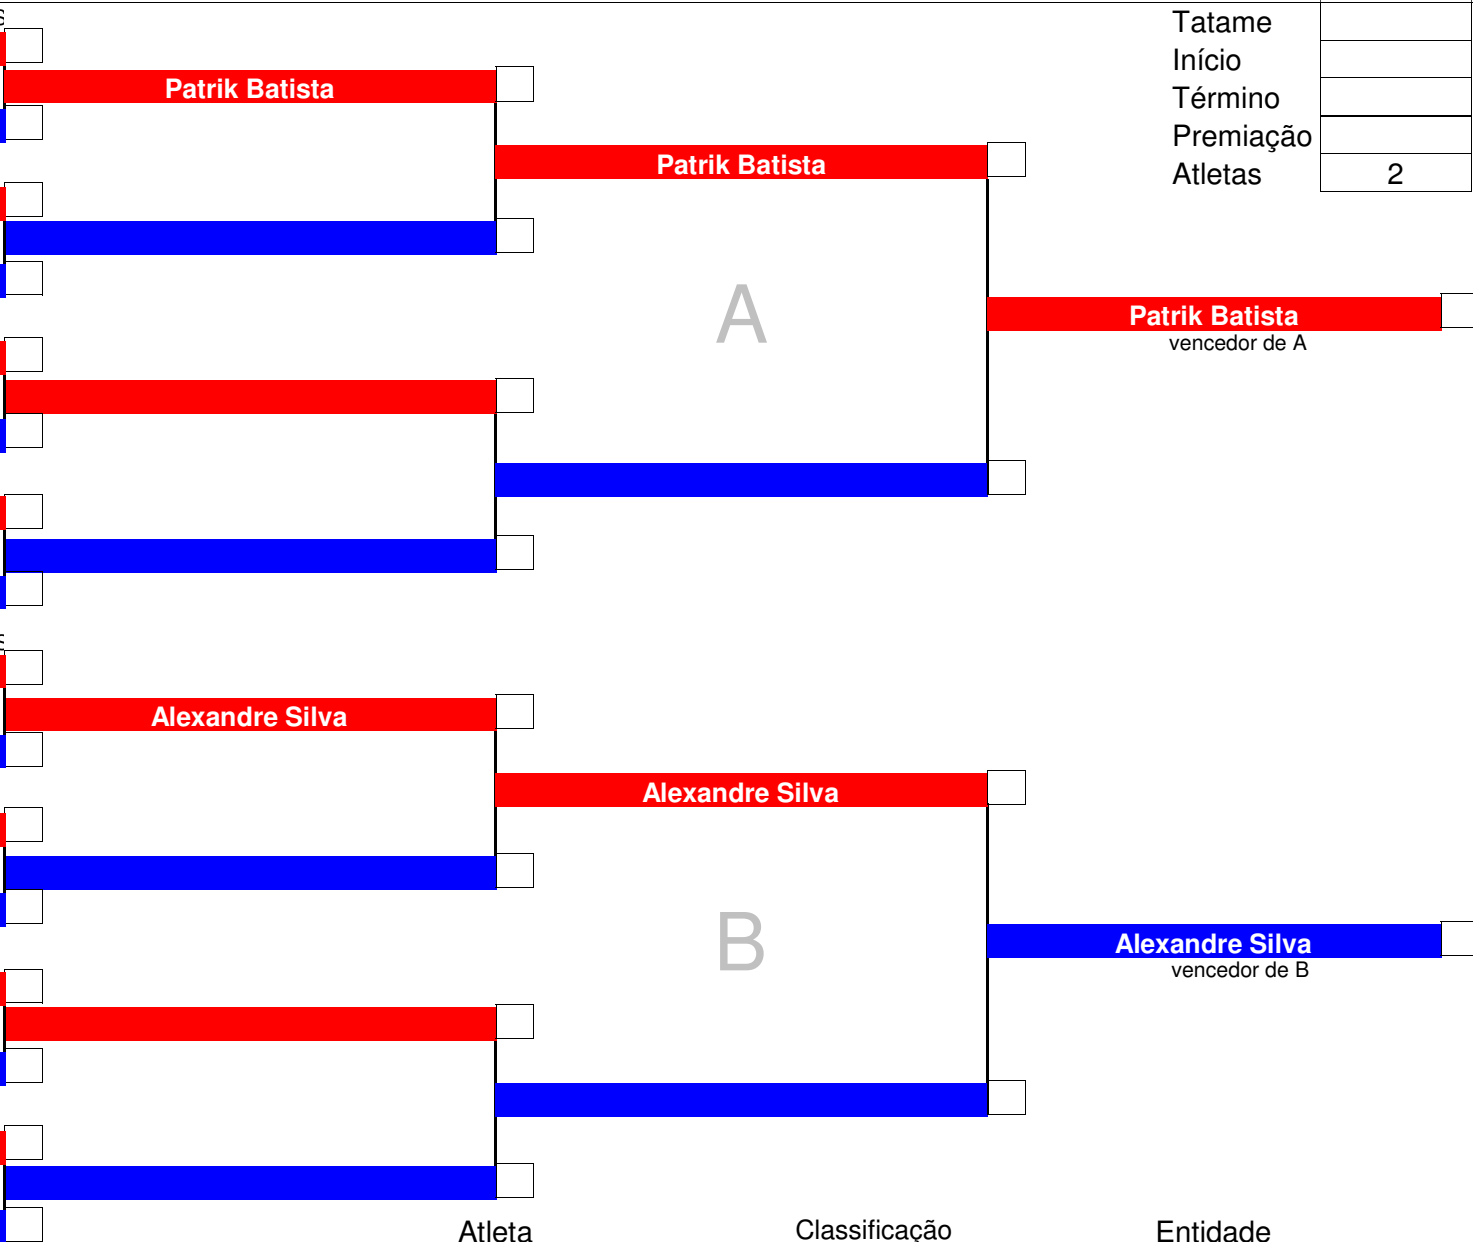 Tatame
Início
Término
Premiação
Atletas 2
Patrik Batista
Patrik Batista
A
Patrik Batista
vencedor de A
Alexandre Silva
Alexandre Silva
B
Alexandre Silva
vencedor de B
Atleta Classificação Entidade